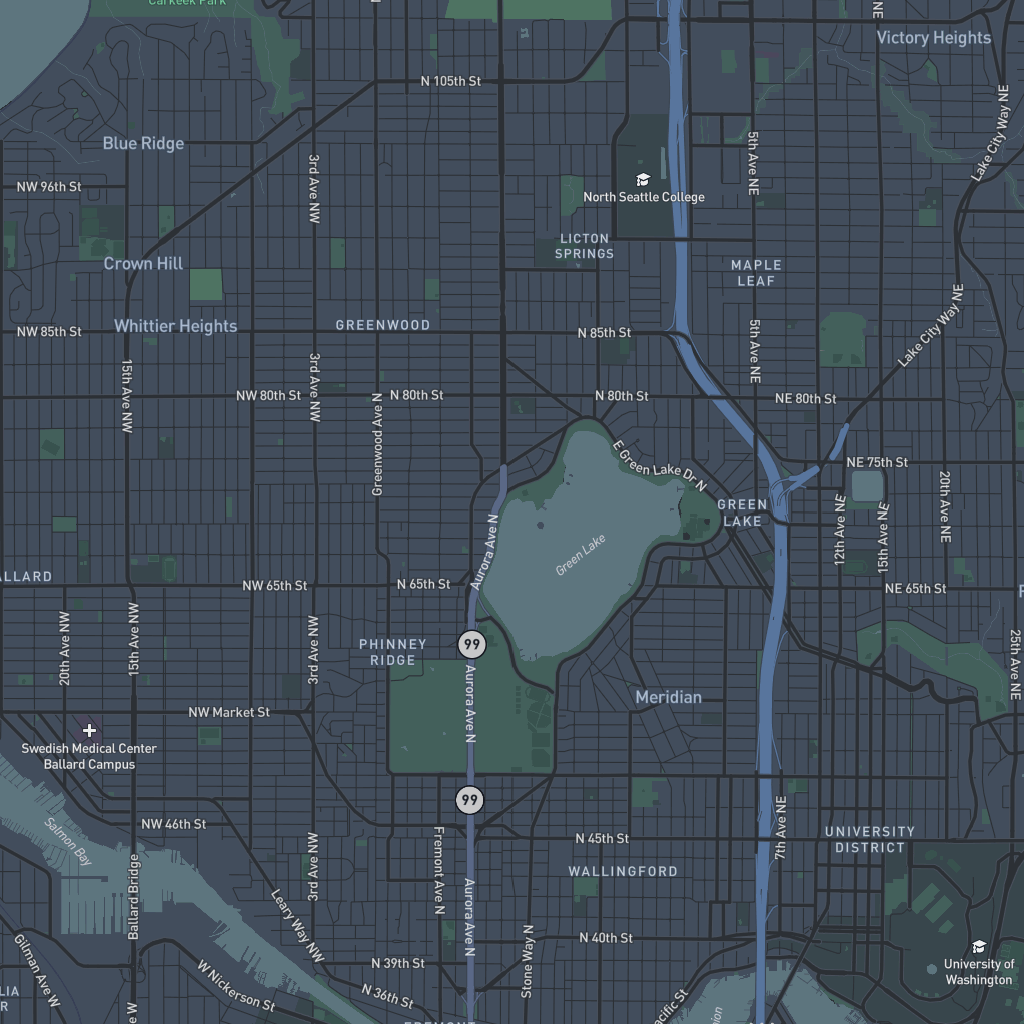 Carkeek Park
Victory Heights
N 105th St
Lake City Way NE
Blue Ridge
5th Ave NE
3rd Ave NW
NW 96th St
North Seattle College
LICTON
SPRINGS
Crown Hill
MAPLE
LEAF
Lake City Way NE
NW 85th St
Whittier Heights
GREENWOOD
N 85th St
5th Ave NE
15th Ave NW
3rd Ave NW
NW 80th St
N 80th St
N 80th St
NE 80th St
Greenwood Ave N
E Green Lake Dr N
NE 75th St
20th Ave NE
GREEN
LAKE
12th Ave NE
15th Ave NE
Aurora Ave N
Green Lake
NW 65th St
N 65th St
NE 65th St
20th Ave NW
15th Ave NW
3rd Ave NW
PHINNEY
RIDGE
99
25th Ave NE
Aurora Ave N
Meridian
NW Market St
Swedish Medical Center
Ballard Campus
99
NW 46th St
Salmon Bay
N 45th St
7th Ave NE
UNIVERSITY
DISTRICT
3rd Ave NW
Fremont Ave N
Aurora Ave N
WALLINGFORD
Ballard Bridge
Leary Way NW
N 40th St
Stone Way N
Gilman Ave W
N 39th St
W Nickerson St
N 36th St
University of
Washington